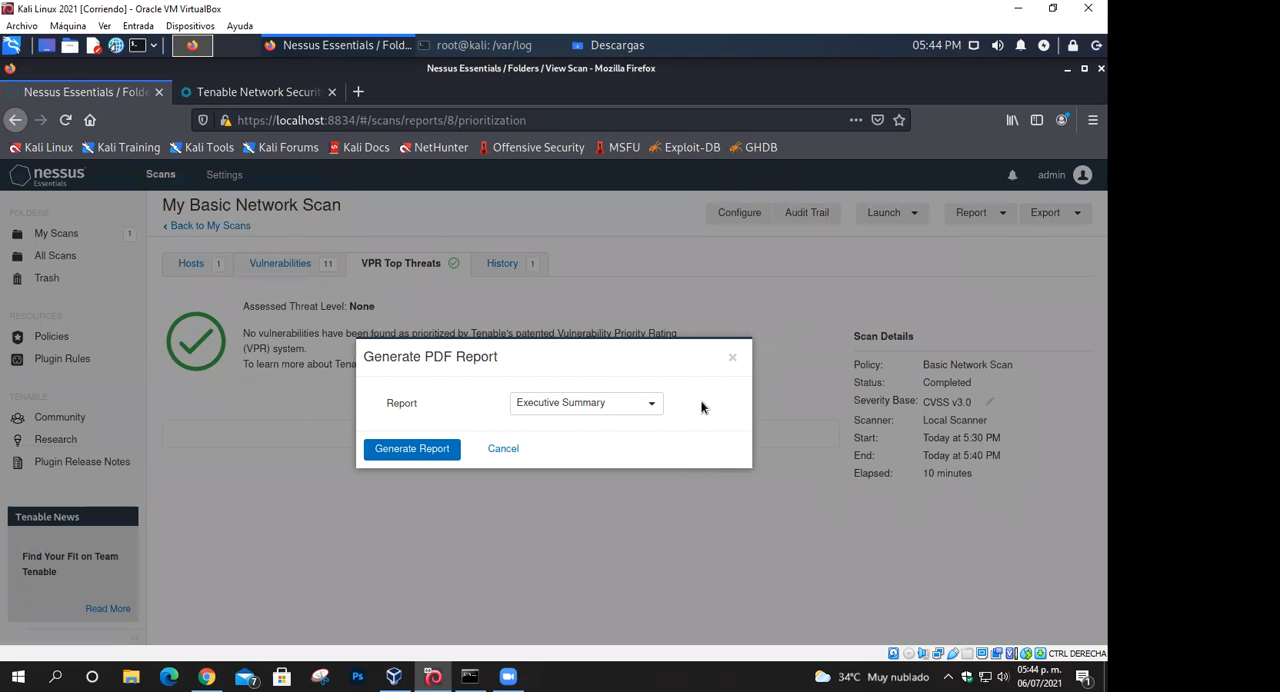 Kali Linux 2021 [Corriendo] - Oracle VM VirtualBox
Archivo Máquina Ver Entrada Dispositivos Ayuda
Nessus Essentials / Fold... root@kali: /var/log Descargas 05:44 PM
Nessus Essentials / Folders / View Scan - Mozilla Firefox
Nessus Essentials / Folde Tenable Network Securit
https://localhost:8834/#/scans/reports/8/prioritization
Kali Linux Kali Training Kali Tools Kali Forums Kali Docs NetHunter Offensive Security MSFU Exploit-DB GHDB
nessus Essentials Scans Settings admin
FOLDERS
My Scans 1
All Scans
Trash
RESOURCES
Policies
Plugin Rules
TENABLE
Community
Research
Plugin Release Notes
Tenable News
Find Your Fit on Team
Tenable
Read More
My Basic Network Scan
‹ Back to My Scans
Configure Audit Trail Launch Report Export
Hosts 1 Vulnerabilities 11 VPR Top Threats History 1
Assessed Threat Level: None
No vulnerabilities have been found as prioritized by Tenable's patented Vulnerability Priority Rating
(VPR) system.
To learn more about Tena
Generate PDF Report
Report Executive Summary
Generate Report Cancel
Scan Details
Policy: Basic Network Scan
Status: Completed
Severity Base: CVSS v3.0
Scanner: Local Scanner
Start: Today at 5:30 PM
End: Today at 5:40 PM
Elapsed: 10 minutes
CTRL DERECHA
7 Ps 34°C Muy nublado 05:44 p. m.
06/07/2021 1